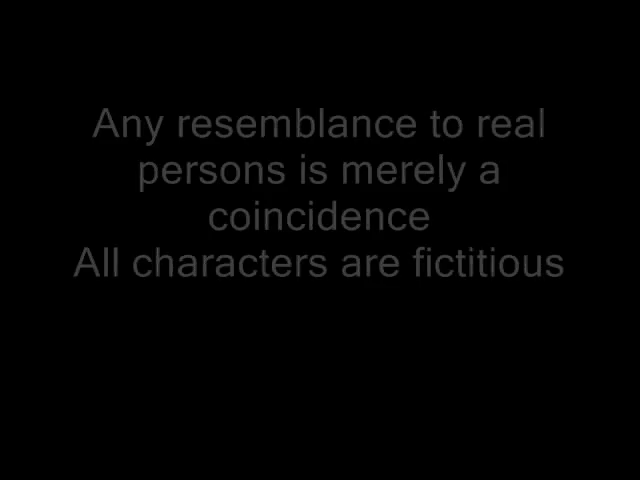 Any resemblance to real
persons is merely a
coincidence
All characters are fictitious